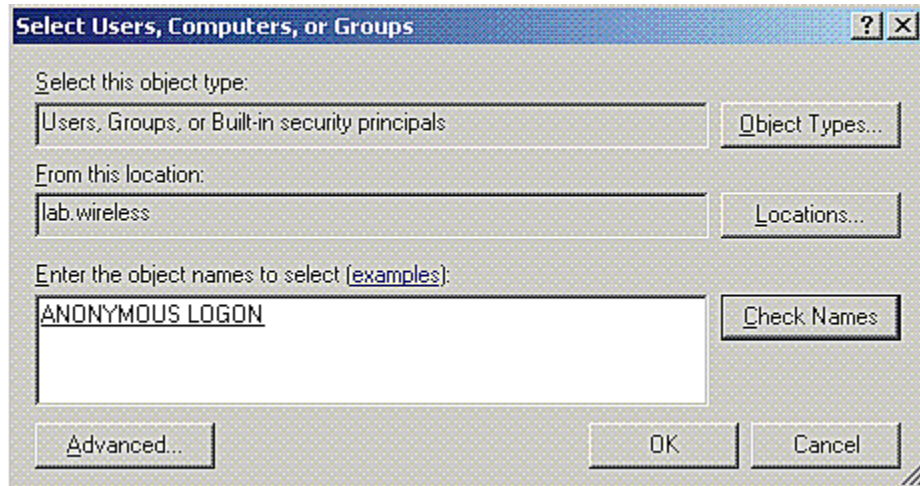 Select Users, Computers, or Groups
Select this object type:
Users, Groups, or Built-in security principals
Object Types...
From this location:
lab.wireless
Locations...
Enter the object names to select (examples):
ANONYMOUS LOGON
Check Names
Advanced...
OK
Cancel